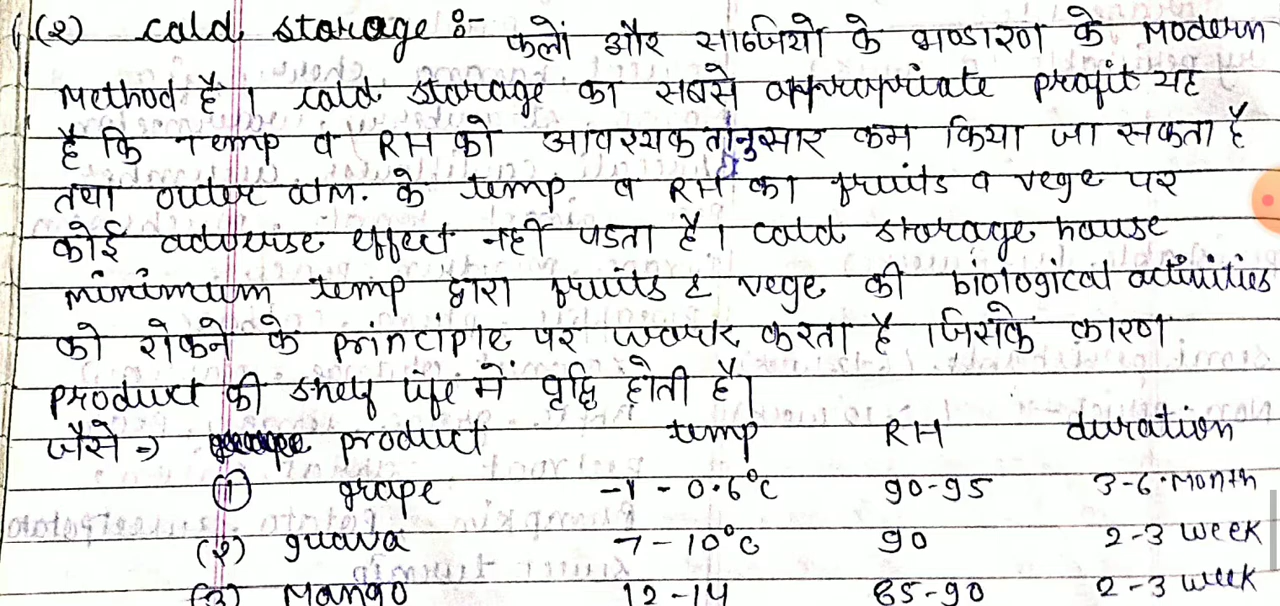 (२) cold storage :- फलों और सब्जियों के भण्डारण के Modern
Method है। cold storage का सबसे appropriate profit यह
है कि Temp व RH को आवश्यकतानुसार कम किया जा सकता है
तथा outer atm. के temp व RH का fruits व vege पर
कोई adverse effect नही पडता है। cold storage house
minimum temp द्वारा fruits & vege की biological activities
को रोकने के principle पर work करता है। जिसके कारण
product की shelf life में वृद्धि होती है।
जैसे => product temp RH duration
(1) grape -1 - 0.6°C 90-95 3-6 Month
(२) guava 7-10°C 90 2-3 week
(3) Mango 12-14 85-90 2-3 week